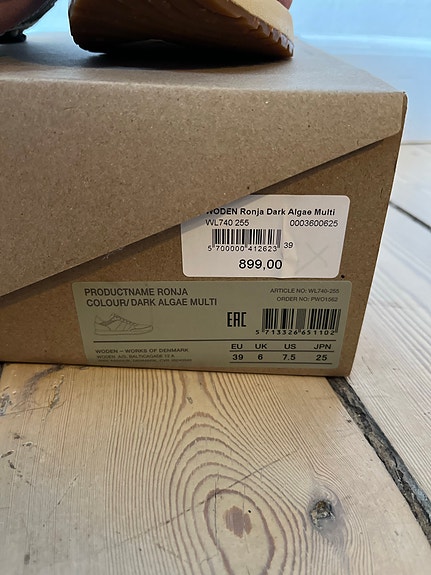 WODEN Ronja Dark Algae Multi
WL740 255 0003600625
5 700000 412623 39
899,00
PRODUCTNAME RONJA
COLOUR/DARK ALGAE MULTI
ARTICLE NO: WL740-255
ORDER NO: PWO1562
EAC
5 713326 651102
WODEN – WORKS OF DENMARK
EU UK US JPN
39 6 7.5 25